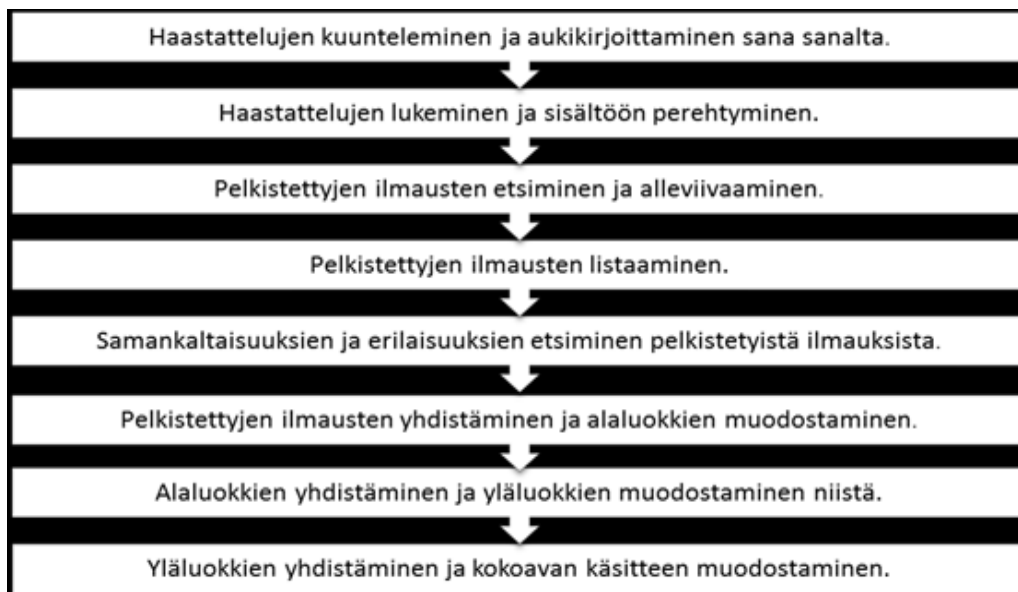 Haastattelujen kuunteleminen ja aukikirjoittaminen sana sanalta.
Haastattelujen lukeminen ja sisältöön perehtyminen.
Pelkistettyjen ilmausten etsiminen ja alleviivaaminen.
Pelkistettyjen ilmausten listaaminen.
Samankaltaisuuksien ja erilaisuuksien etsiminen pelkistetyistä ilmauksista.
Pelkistettyjen ilmausten yhdistäminen ja alaluokkien muodostaminen.
Alaluokkien yhdistäminen ja yläluokkien muodostaminen niistä.
Yläluokkien yhdistäminen ja kokoavan käsitteen muodostaminen.